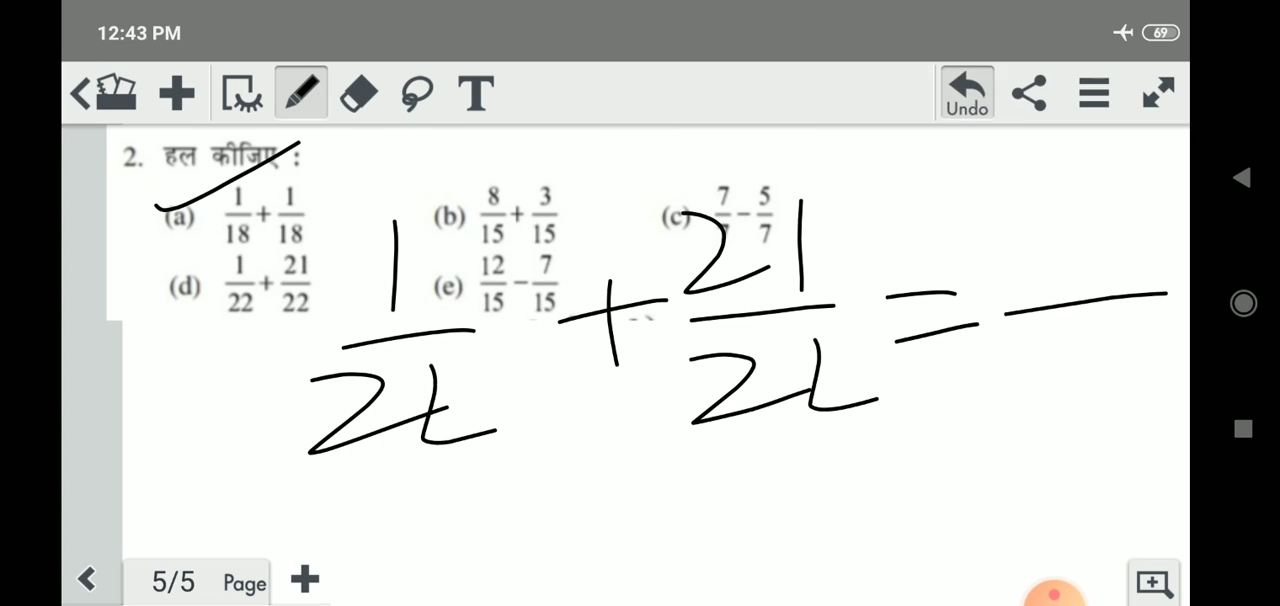 12:43 PM
69
T
Undo
2. हल कीजिए :
(a) 1/18 + 1/18 (b) 8/15 + 3/15 (c) 7/7 - 5/7
(d) 1/22 + 21/22 (e) 12/15 - 7/15
1/22 + 21/22 =
5/5 Page